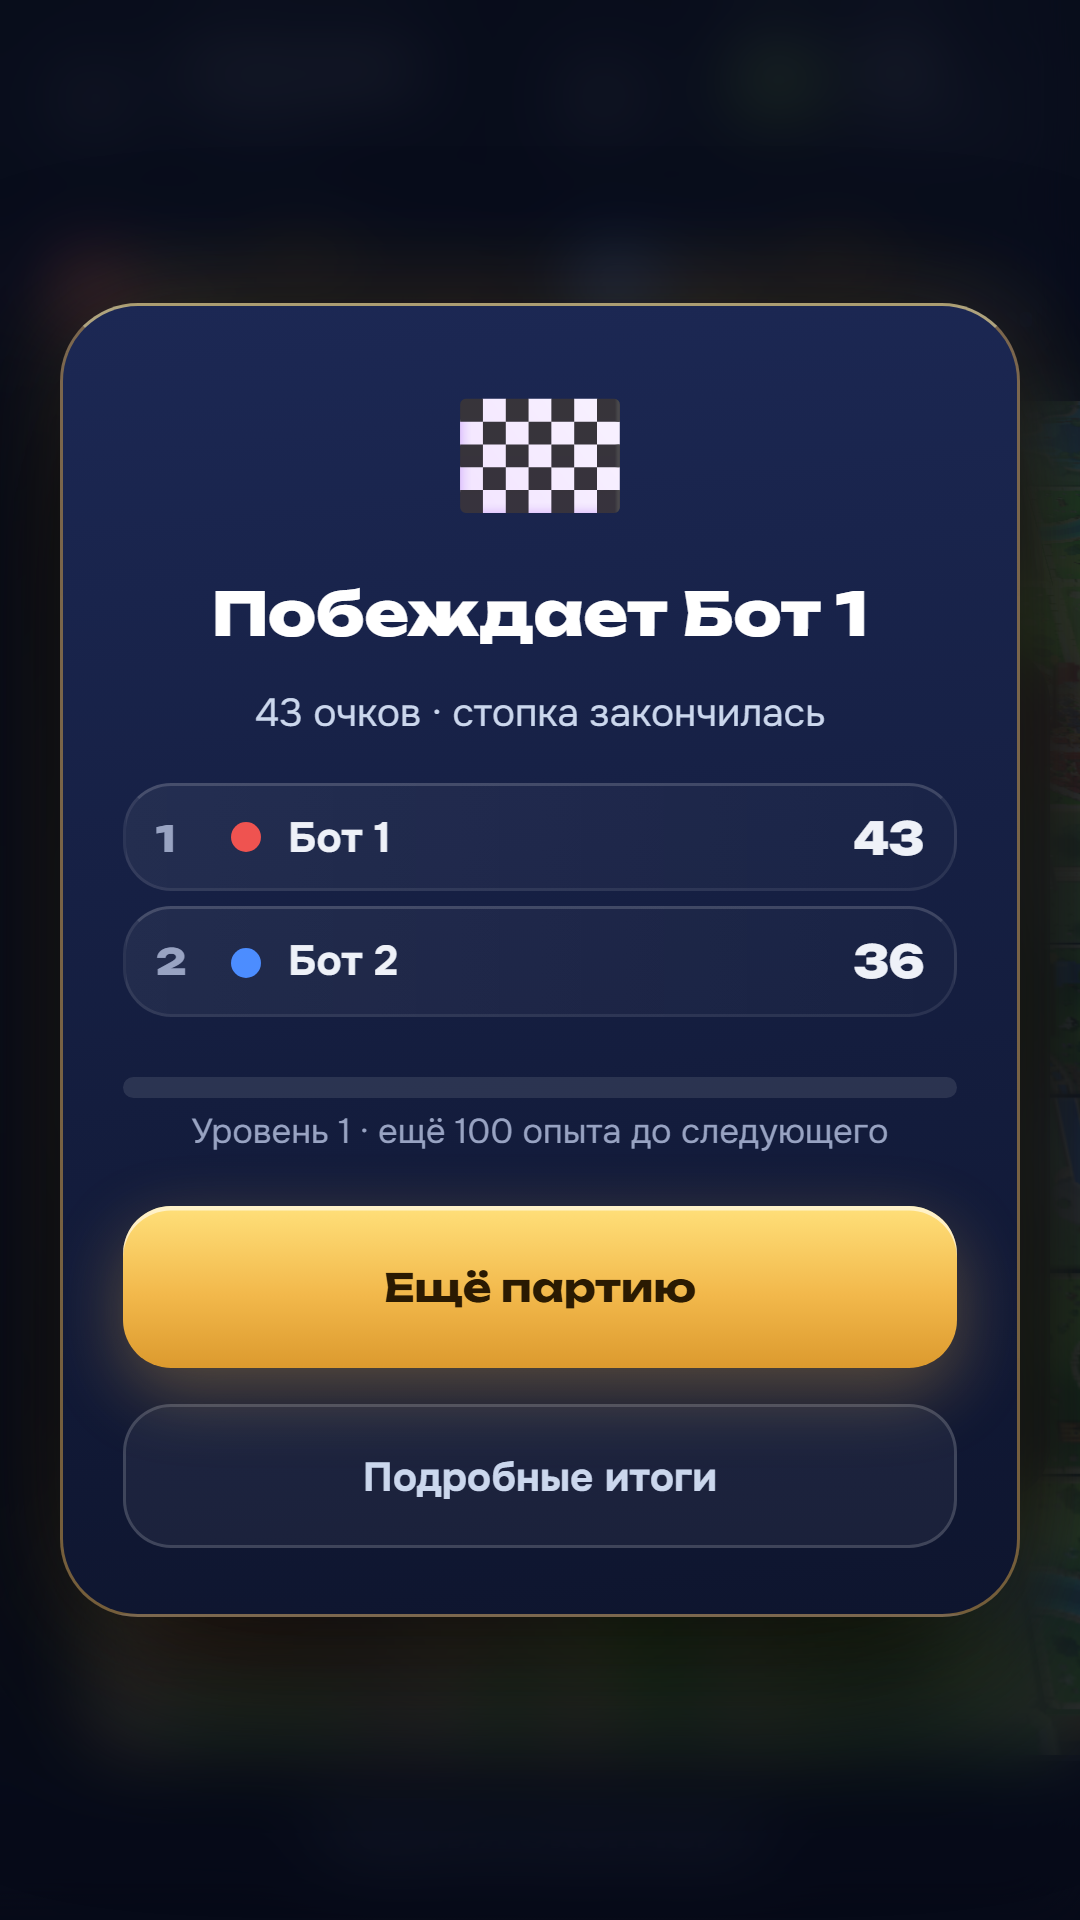 Побеждает Бот 1
43 очков · стопка закончилась
1 Бот 1 43
2 Бот 2 36
Уровень 1 · ещё 100 опыта до следующего
Ещё партию
Подробные итоги